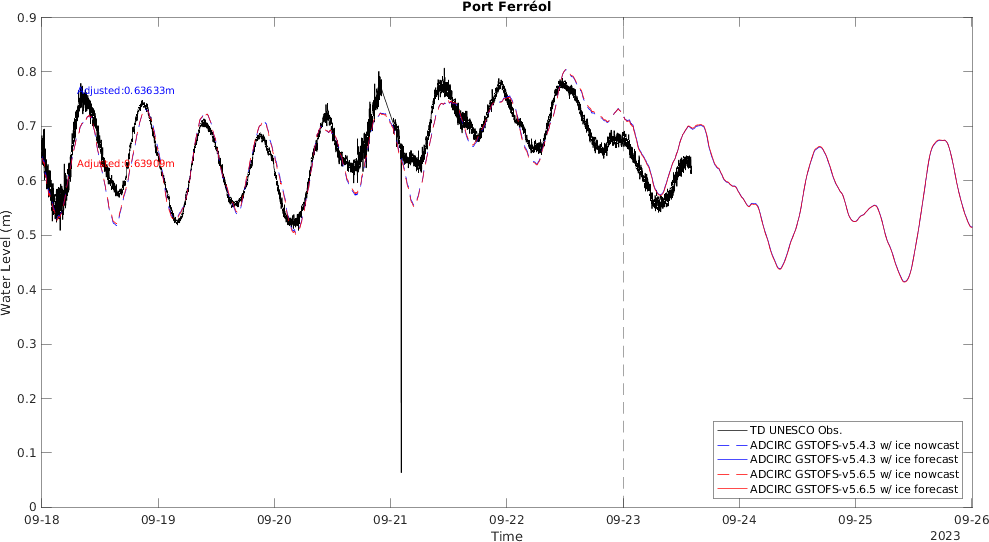 Port Ferréol
0.9
0.8
0.7
0.6
0.5
0.4
0.3
0.2
0.1
0
Water Level (m)
Adjusted:0.63633m
Adjusted:0.63909m
TD UNESCO Obs.
ADCIRC GSTOFS-v5.4.3 w/ ice nowcast
ADCIRC GSTOFS-v5.4.3 w/ ice forecast
ADCIRC GSTOFS-v5.6.5 w/ ice nowcast
ADCIRC GSTOFS-v5.6.5 w/ ice forecast
09-18 09-19 09-20 09-21 09-22 09-23 09-24 09-25 09-26
Time
2023